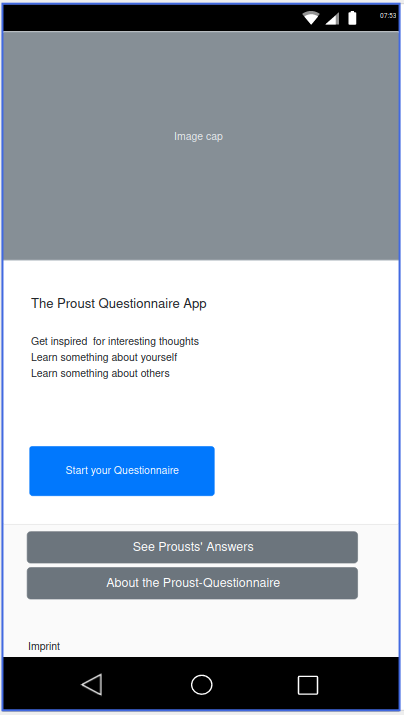 07:53
Image cap
The Proust Questionnaire App
Get inspired  for interesting thoughts
Learn something about yourself
Learn something about others
Start your Questionnaire
See Prousts' Answers
About the Proust-Questionnaire
Imprint